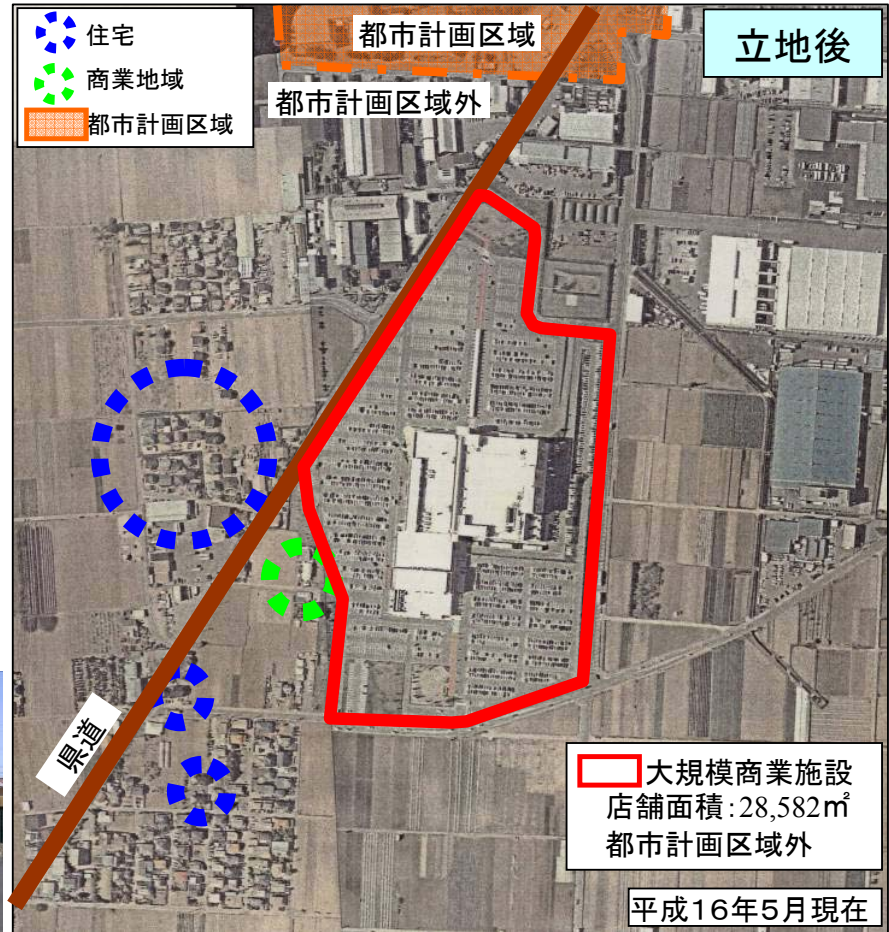 住宅
商業地域
都市計画区域
都市計画区域
都市計画区域外
立地後
県道
大規模商業施設
店舗面積:28,582㎡
都市計画区域外
平成16年5月現在